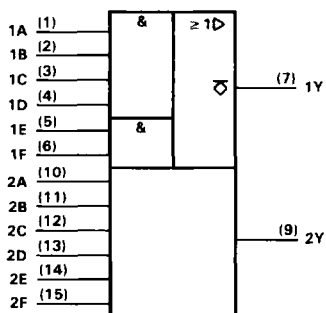 & ≥ 1▷
1A (1)
1B (2)
1C (3)
1D (4)
1E (5)
1F (6)
&
(7) 1Y
2A (10)
2B (11)
2C (12)
2D (13)
2E (14)
2F (15)
(9) 2Y